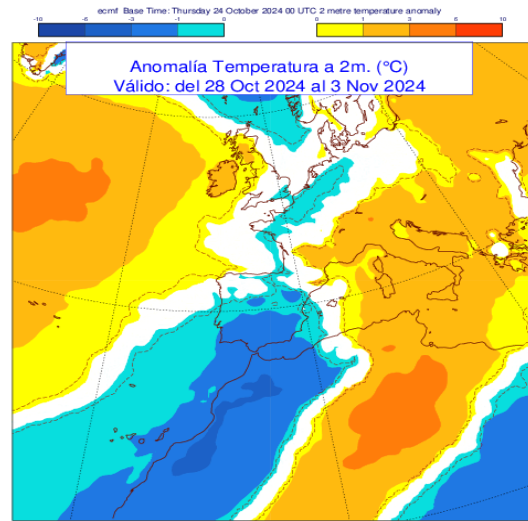 ecmf Base Time: Thursday 24 October 2024 00 UTC 2 metre temperature anomaly
-10 -6 -3 -1 0 0 1 3 6 10
Anomalía Temperatura a 2m. (°C)
Válido: del 28 Oct 2024 al 3 Nov 2024